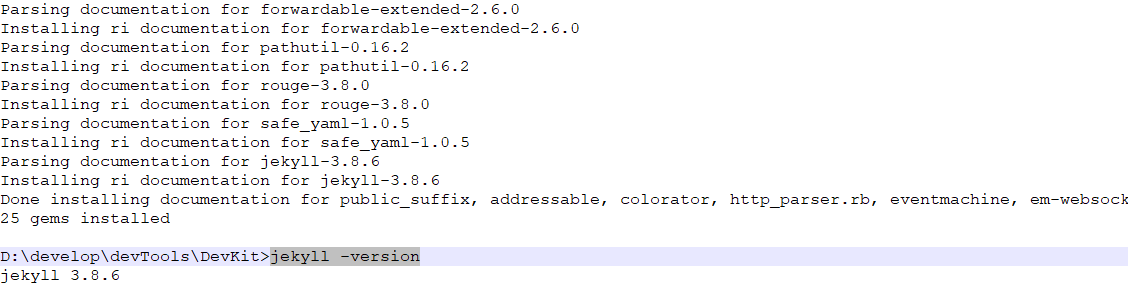 Parsing documentation for forwardable-extended-2.6.0
Installing ri documentation for forwardable-extended-2.6.0
Parsing documentation for pathutil-0.16.2
Installing ri documentation for pathutil-0.16.2
Parsing documentation for rouge-3.8.0
Installing ri documentation for rouge-3.8.0
Parsing documentation for safe_yaml-1.0.5
Installing ri documentation for safe_yaml-1.0.5
Parsing documentation for jekyll-3.8.6
Installing ri documentation for jekyll-3.8.6
Done installing documentation for public_suffix, addressable, colorator, http_parser.rb, eventmachine, em-websock
25 gems installed
D:\develop\devTools\DevKit>jekyll -version
jekyll 3.8.6